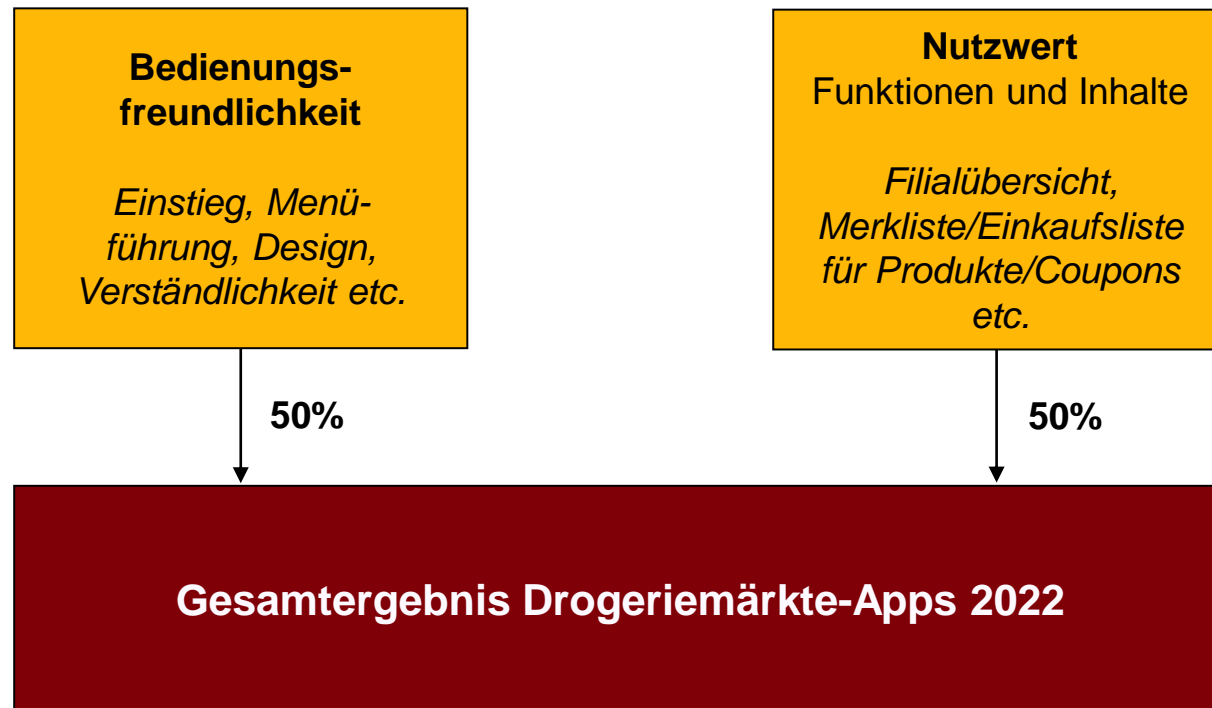 Bedienungs-
freundlichkeit
Einstieg, Menü-
führung, Design,
Verständlichkeit etc.
Nutzwert
Funktionen und Inhalte
Filialübersicht,
Merkliste/Einkaufsliste
für Produkte/Coupons
etc.
50%
50%
Gesamtergebnis Drogeriemärkte-Apps 2022